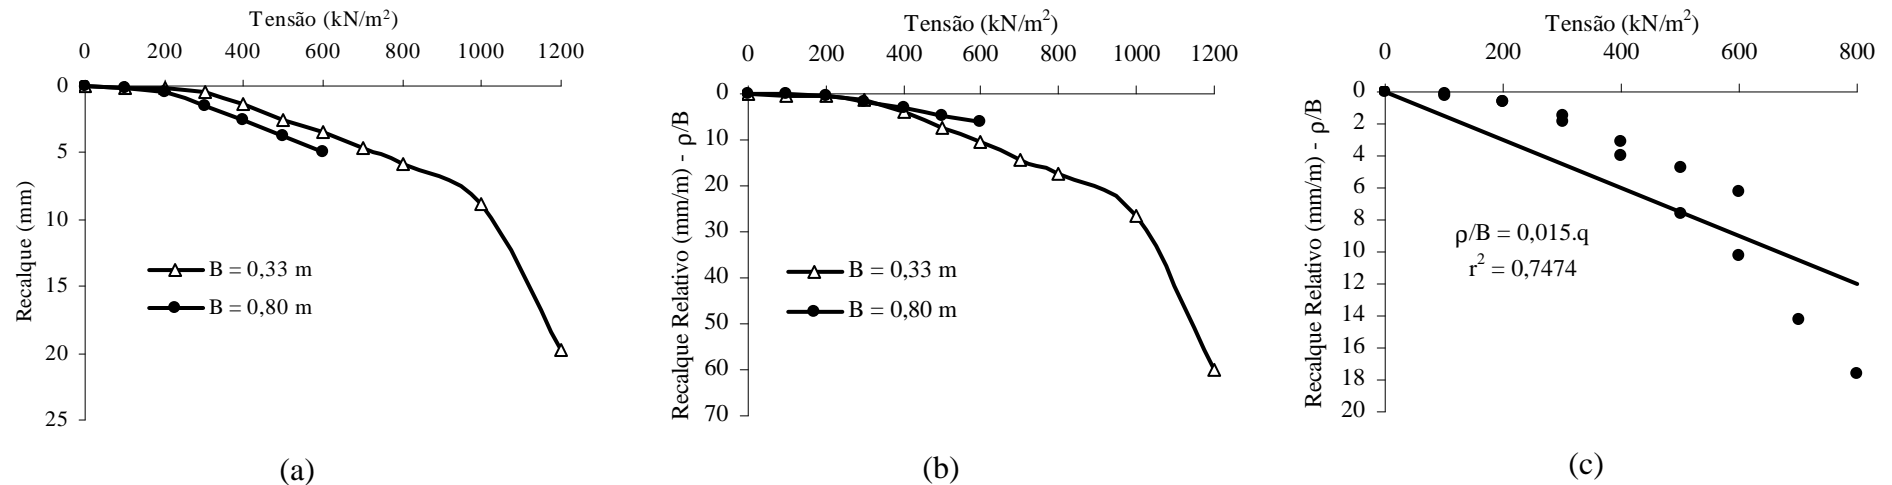 Tensão (kN/m²)
0 200 400 600 800 1000 1200
0
5
10
15
20
25
Recalque (mm)
B = 0,33 m
B = 0,80 m
(a)
Tensão (kN/m²)
0 200 400 600 800 1000 1200
0
10
20
30
40
50
60
70
Recalque Relativo (mm/m) - ρ/B
B = 0,33 m
B = 0,80 m
(b)
Tensão (kN/m²)
0 200 400 600 800
0
2
4
6
8
10
12
14
16
18
20
Recalque Relativo (mm/m) - ρ/B
ρ/B = 0,015.q
r² = 0,7474
(c)